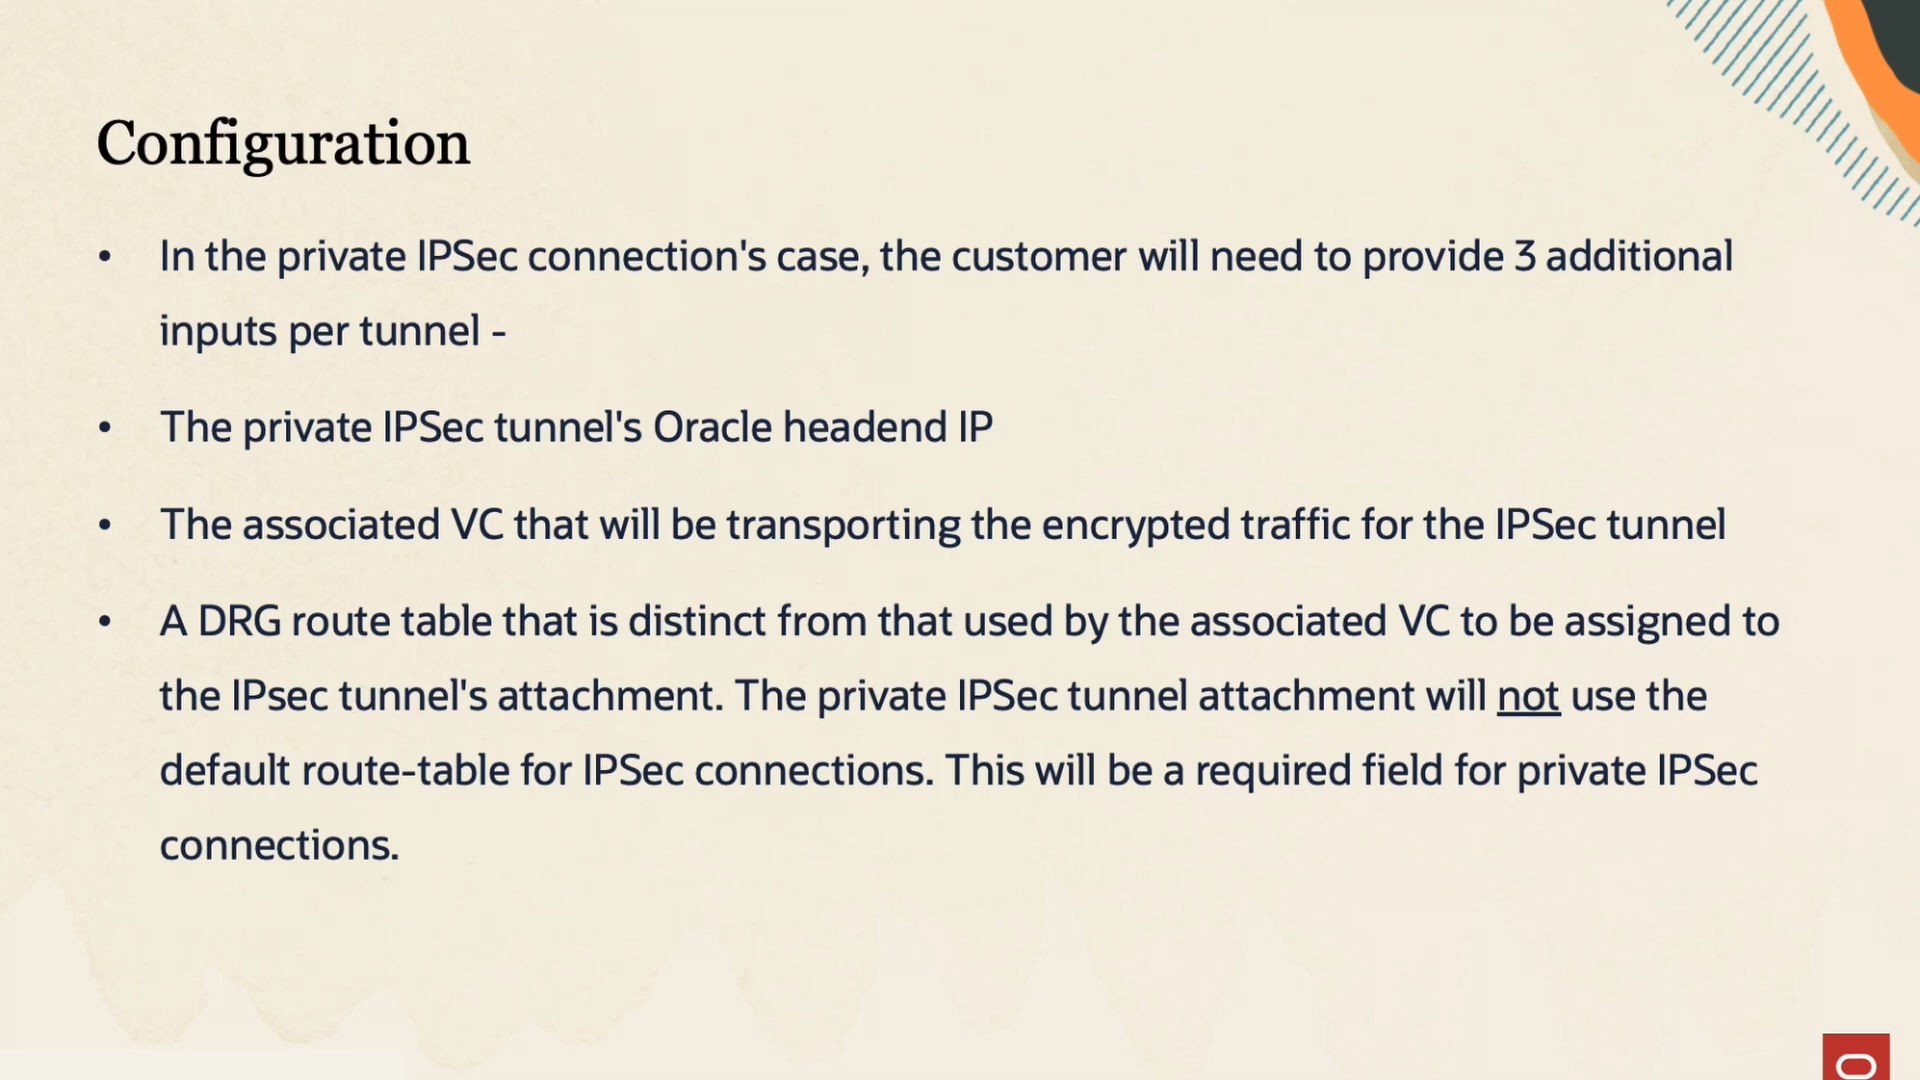 Configuration
• In the private IPSec connection's case, the customer will need to provide 3 additional
inputs per tunnel -
• The private IPSec tunnel's Oracle headend IP
• The associated VC that will be transporting the encrypted traffic for the IPSec tunnel
• A DRG route table that is distinct from that used by the associated VC to be assigned to
the IPsec tunnel's attachment. The private IPSec tunnel attachment will not use the
default route-table for IPSec connections. This will be a required field for private IPSec
connections.